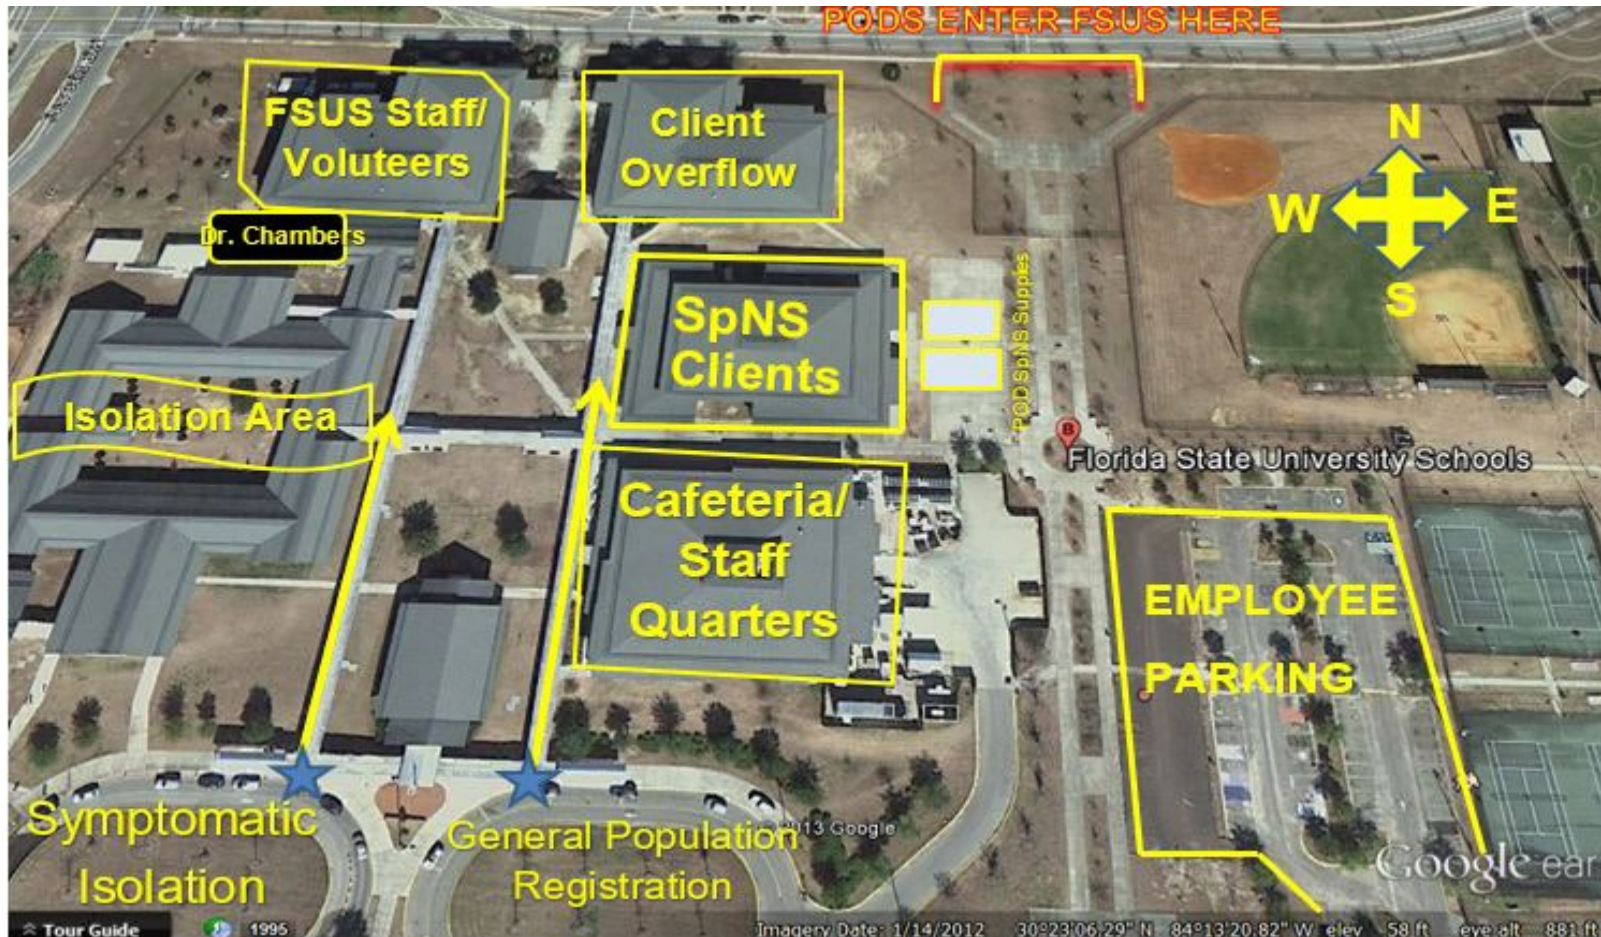 PODS ENTER FSUS HERE
FSUS Staff/
Voluteers
Client
Overflow
N
W
E
S
Dr. Chambers
SpNS
Clients
POD SpNS Supplies
Isolation Area
B
Florida State University Schools
Cafeteria/
Staff
Quarters
EMPLOYEE
PARKING
Symptomatic
Isolation
General Population
Registration
2013 Google
Google ear
Tour Guide
1995
Imagery Date: 1/14/2012 30°23'06.29" N 84°13'20.82" W elev 58 ft eye alt 881 ft